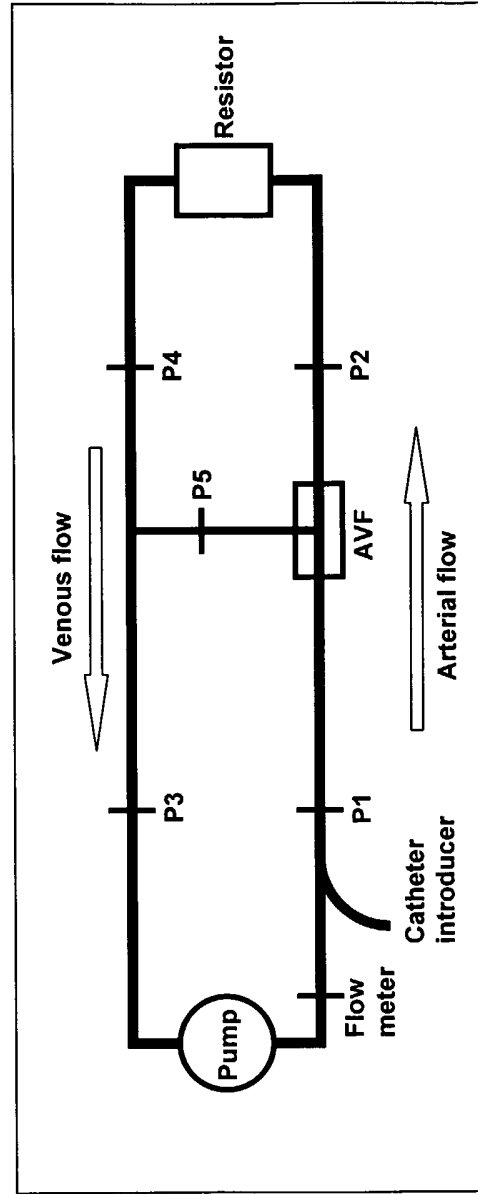 Venous flow
P3
P4
P5
Pump
Resistor
Flow
meter
Catheter
introducer
P1
AVF
P2
Arterial flow